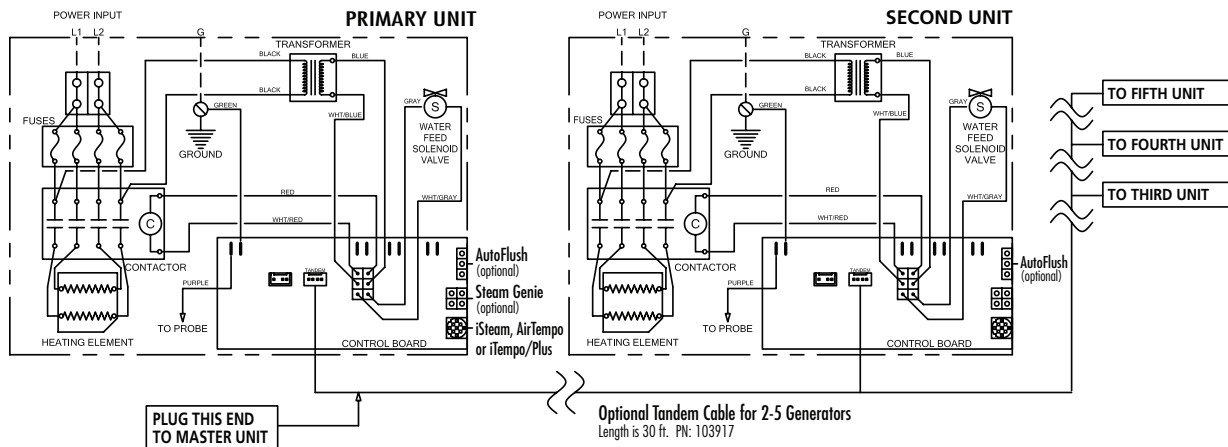 POWER INPUT
L1 L2
G
PRIMARY UNIT
TRANSFORMER
BLACK
BLUE
BLACK
GRAY
S
FUSES
GREEN
WHT/BLUE
WATER
FEED
SOLENOID
VALVE
GROUND
RED
WHT/GRAY
C
WHT/RED
CONTACTOR
AutoFlush
(optional)
TANDEM
PURPLE
Steam Genie
(optional)
TO PROBE
iSteam, AirTempo
or iTempo/Plus
HEATING ELEMENT
CONTROL BOARD
POWER INPUT
L1 L2
G
SECOND UNIT
TRANSFORMER
BLACK
BLUE
BLACK
GRAY
S
FUSES
GREEN
WHT/BLUE
WATER
FEED
SOLENOID
VALVE
GROUND
RED
WHT/GRAY
C
WHT/RED
CONTACTOR
AutoFlush
(optional)
TANDEM
PURPLE
TO PROBE
HEATING ELEMENT
CONTROL BOARD
TO FIFTH UNIT
TO FOURTH UNIT
TO THIRD UNIT
PLUG THIS END
TO MASTER UNIT
Optional Tandem Cable for 2-5 Generators
Length is 30 ft. PN: 103917